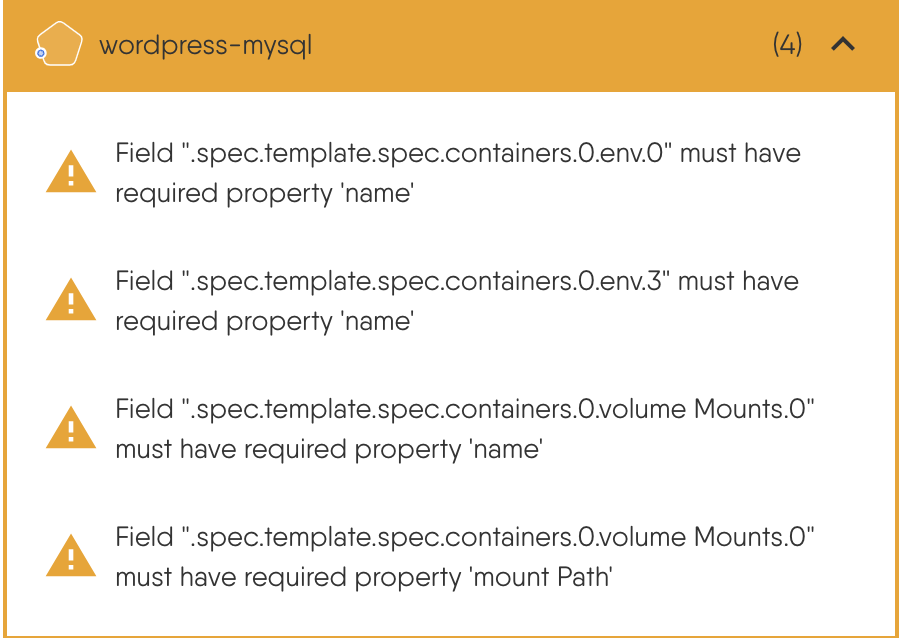 wordpress-mysql (4)
Field ".spec.template.spec.containers.0.env.0" must have
required property 'name'
Field ".spec.template.spec.containers.0.env.3" must have
required property 'name'
Field ".spec.template.spec.containers.0.volume Mounts.0"
must have required property 'name'
Field ".spec.template.spec.containers.0.volume Mounts.0"
must have required property 'mount Path'